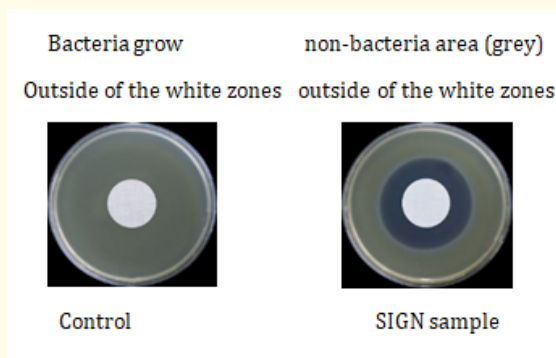 Bacteria grow
non-bacteria area (grey)
Outside of the white zones
outside of the white zones
Control
SIGN sample